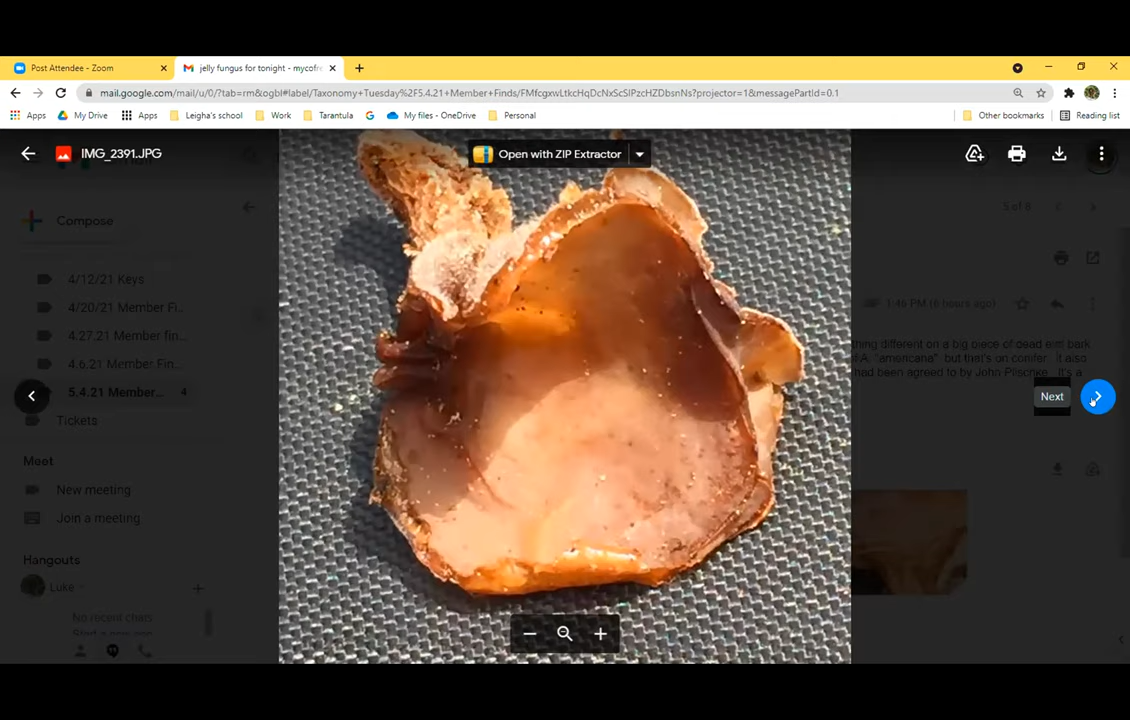 Post Attendee - Zoom
jelly fungus for tonight - mycofr
mail.google.com/mail/u/0/?tab=rm&ogbl#label/Taxonomy+Tuesday%2F5.4.21+Member+Finds/FMfcgxwLtkcHqDcNxScSlPzcHZDbsnNs?projector=1&messagePartId=0.1
Apps My Drive Apps Leigha's school Work Tarantula My files - OneDrive Personal Other bookmarks Reading list
IMG_2391.JPG
Open with ZIP Extractor
Compose
5 of 8
4/12/21 Keys
4/20/21 Member Fi...
1:46 PM (6 hours ago)
4.27.21 Member fin...
thing different on a big piece of dead elm bark
4.6.21 Member Fin...
"americana" but that's on conifer. It also
had been agreed to by John Plischke. It's a
5.4.21 Member... 4
Next
Tickets
Meet
New meeting
Join a meeting
Hangouts
Luke
No recent chats
Start a new one